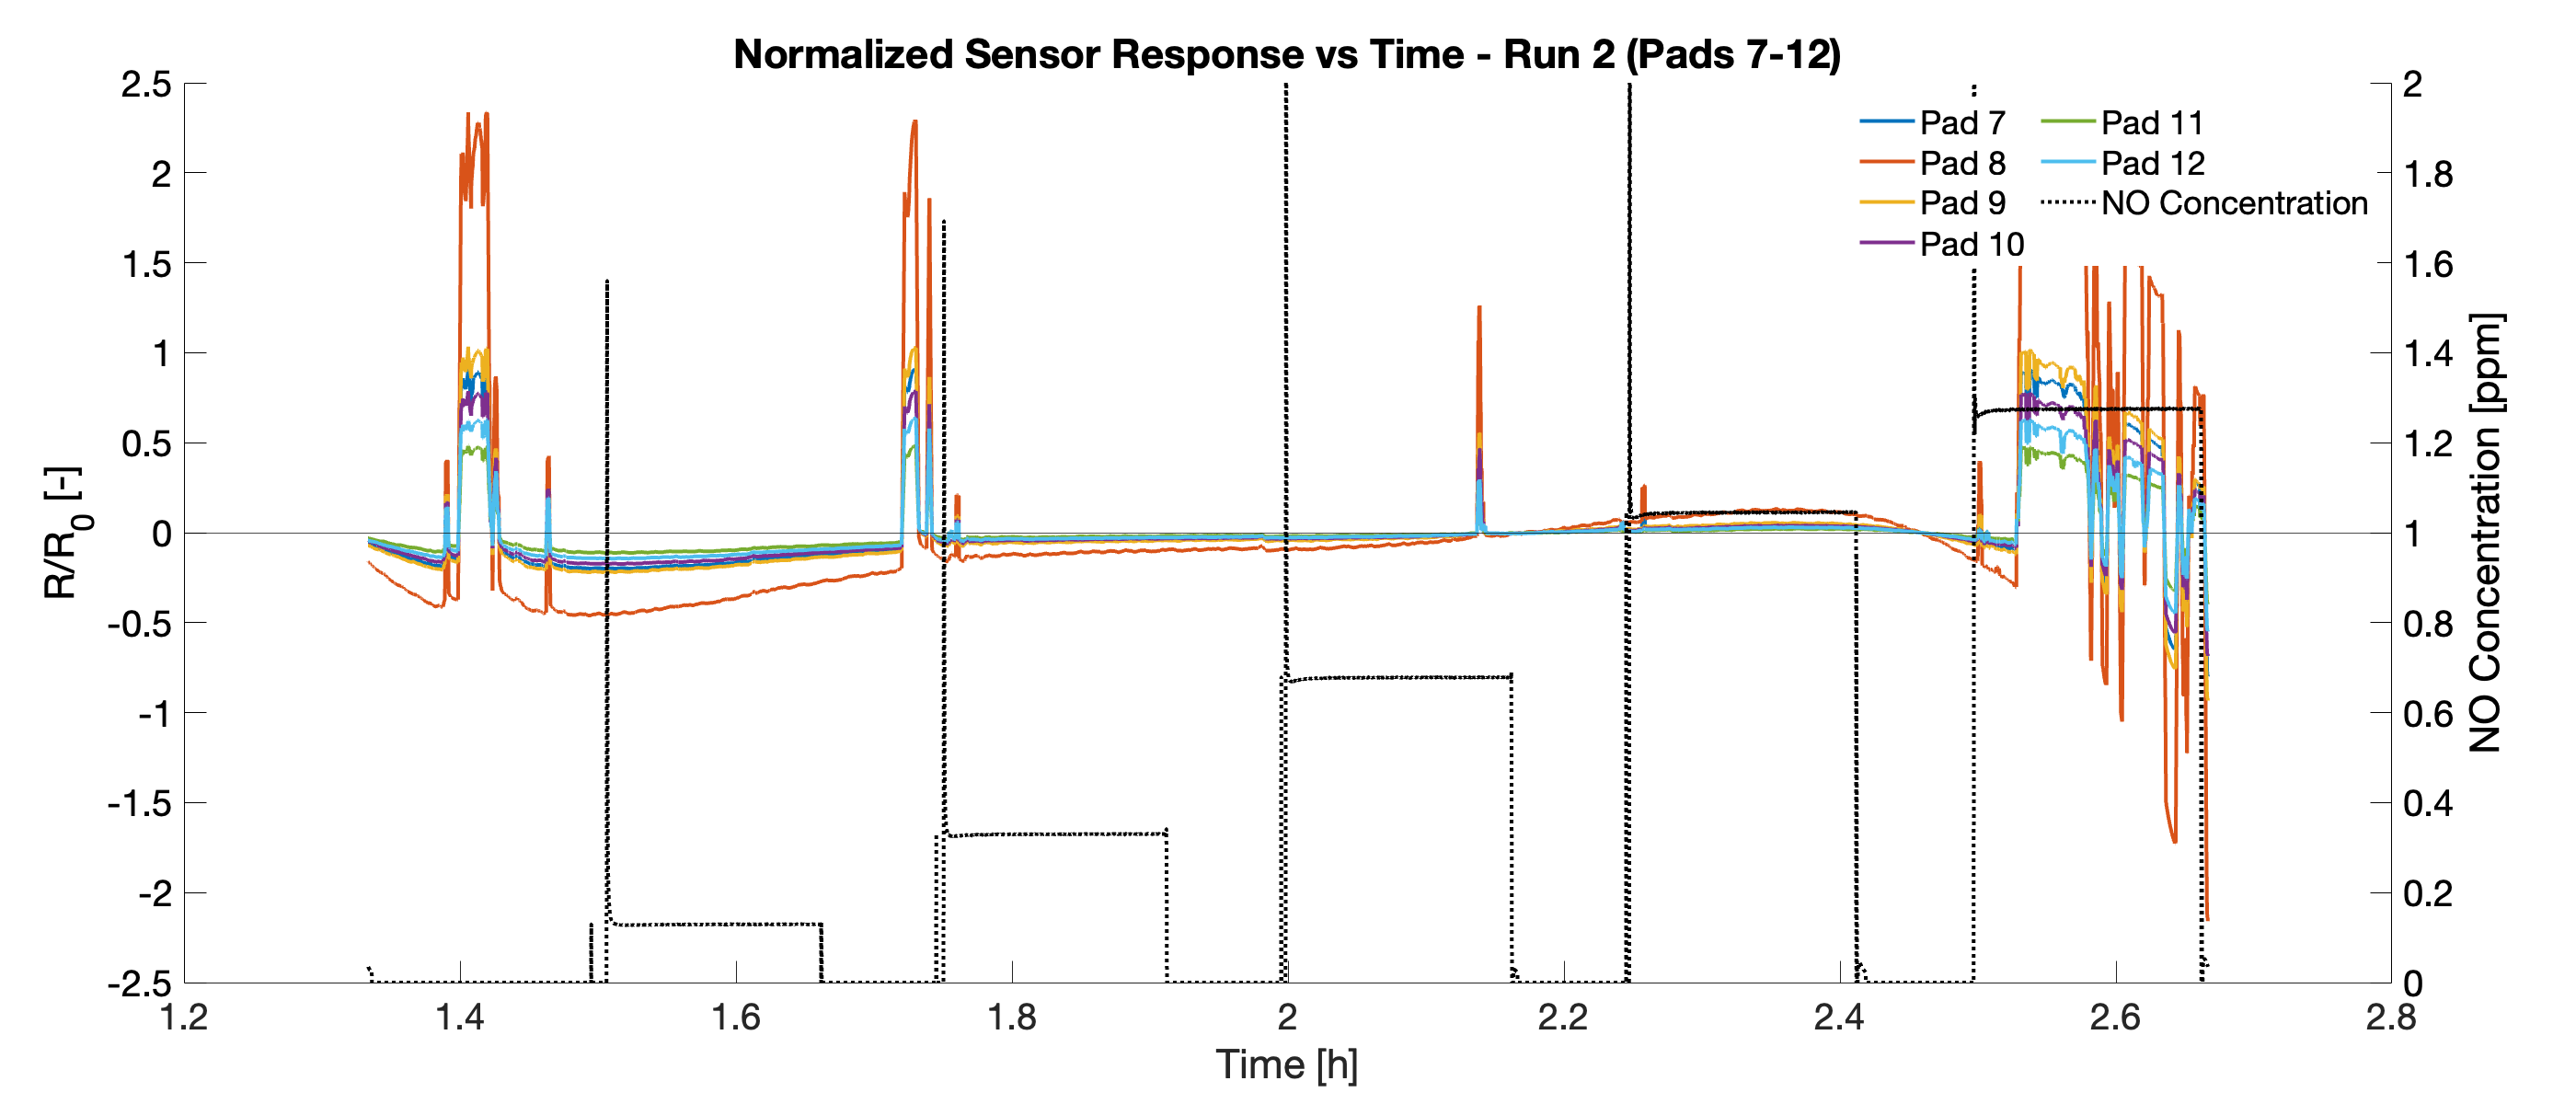 Normalized Sensor Response vs Time - Run 2 (Pads 7-12)
2.5
2
1.5
1
0.5
0
-0.5
-1
-1.5
-2
-2.5
R/R0 [-]
2
1.8
1.6
1.4
1.2
1
0.8
0.6
0.4
0.2
0
NO Concentration [ppm]
Pad 7
Pad 8
Pad 9
Pad 10
Pad 11
Pad 12
NO Concentration
1.2
1.4
1.6
1.8
2
2.2
2.4
2.6
2.8
Time [h]